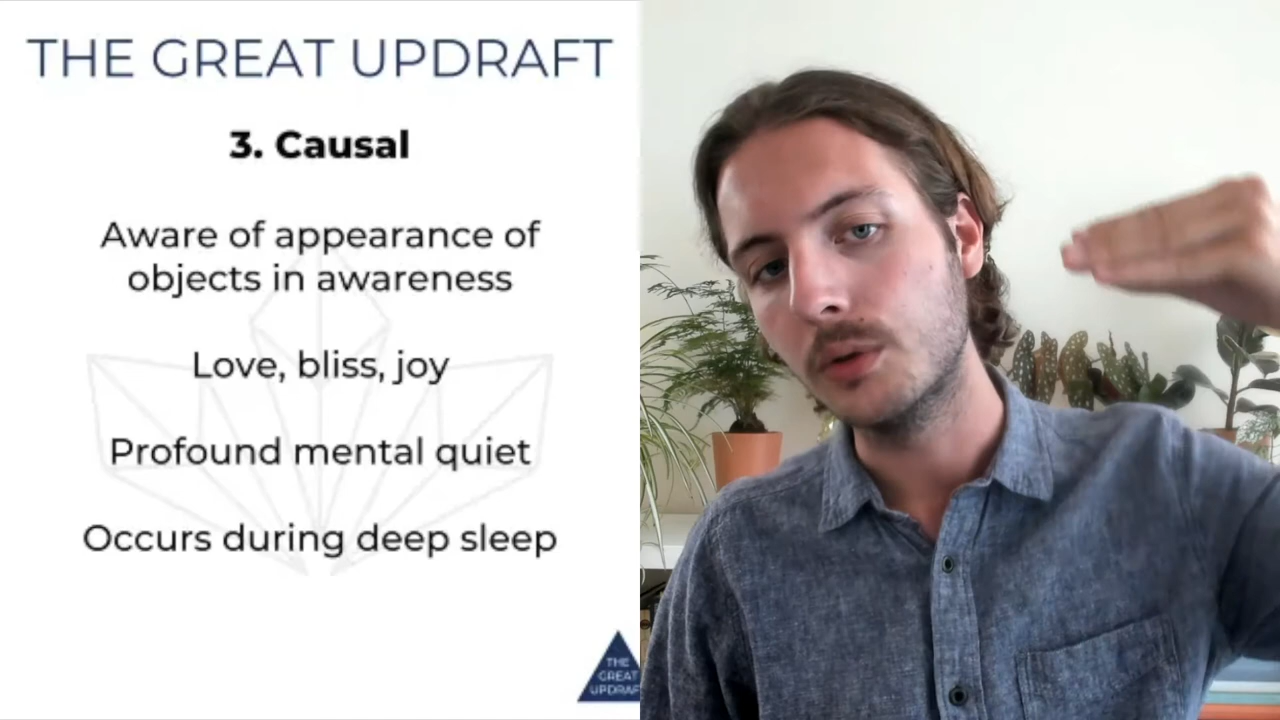 THE GREAT UPDRAFT
3. Causal
Aware of appearance of
objects in awareness
Love, bliss, joy
Profound mental quiet
Occurs during deep sleep
THE
GREAT
UPDRAF